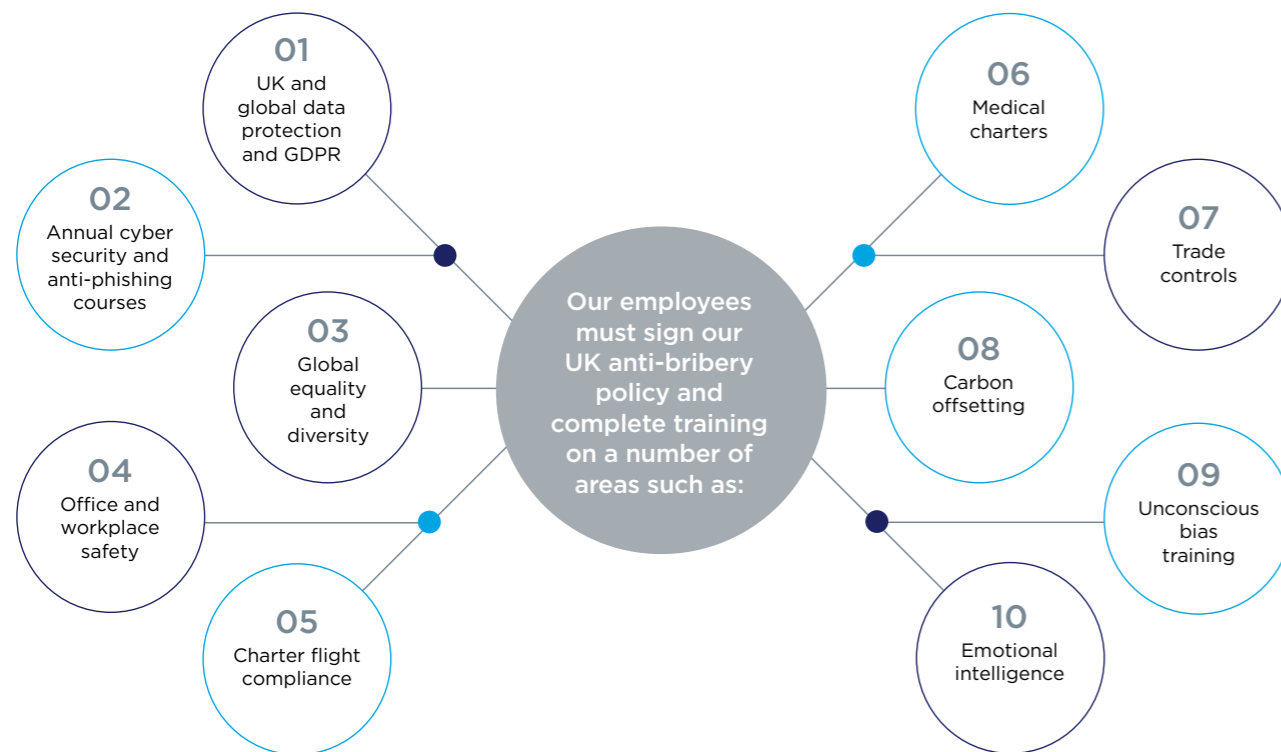 01
UK and
global data
protection
and GDPR
02
Annual cyber
security and
anti-phishing
courses
03
Global
equality
and
diversity
04
Office and
workplace
safety
05
Charter flight
compliance
Our employees
must sign our
UK anti-bribery
policy and
complete training
on a number of
areas such as:
06
Medical
charters
07
Trade
controls
08
Carbon
offsetting
09
Unconscious
bias
training
10
Emotional
intelligence